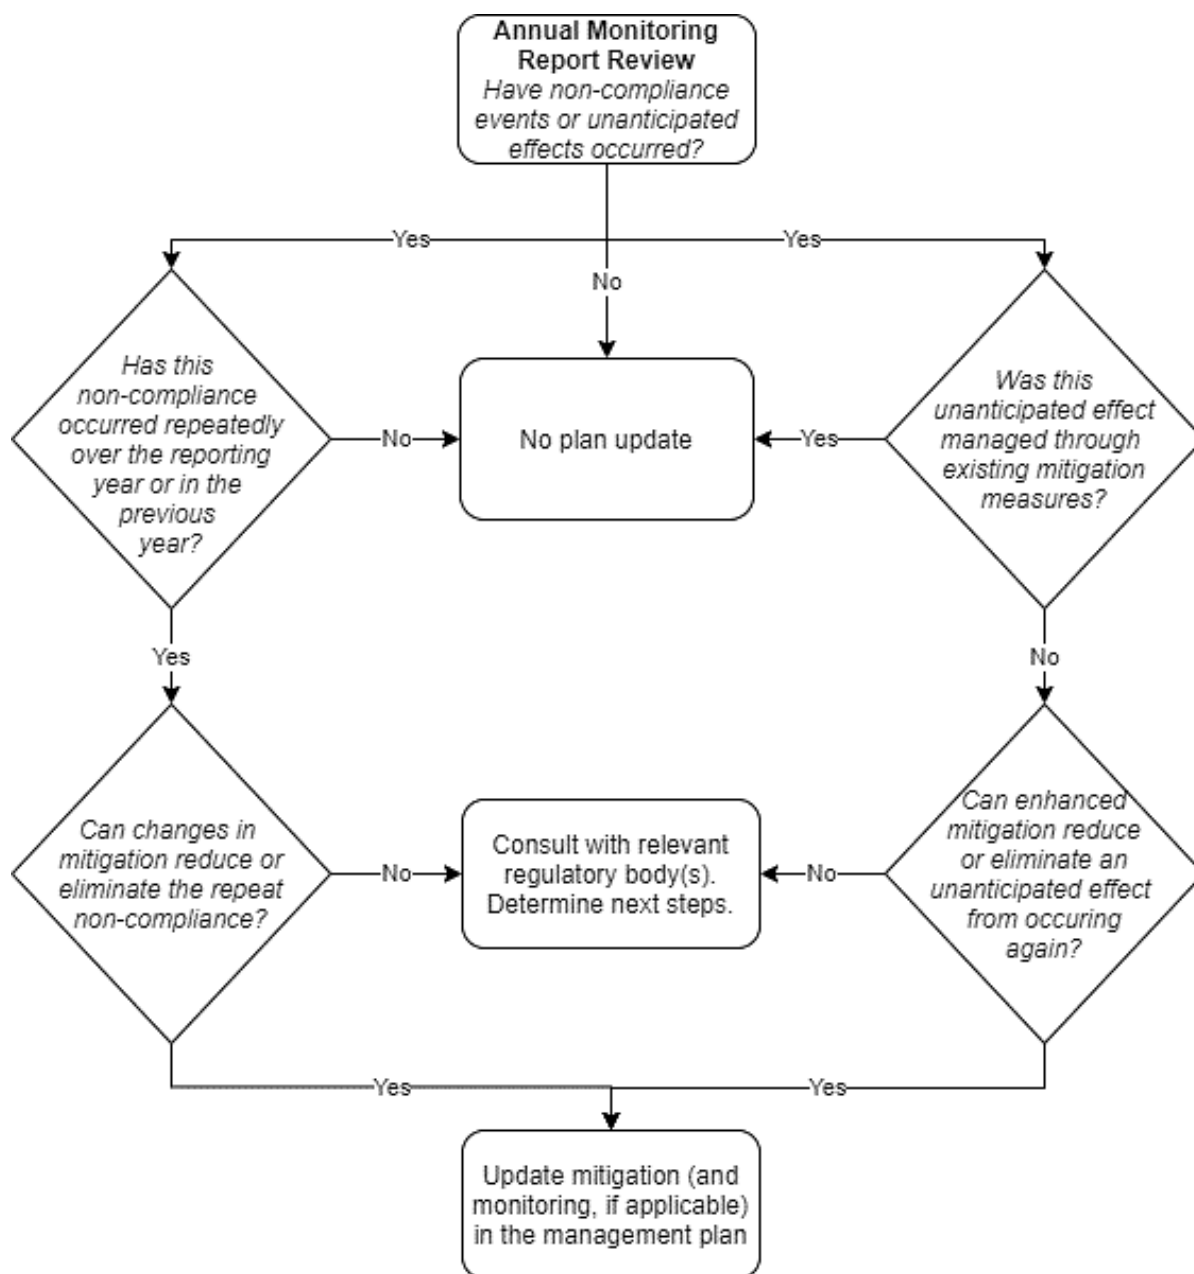 Annual Monitoring
Report Review
Have non-compliance
events or unanticipated
effects occurred?
Yes
Yes
No
Has this
non-compliance
occurred repeatedly
over the reporting
year or in the
previous
year?
No
No plan update
Yes
Was this
unanticipated effect
managed through
existing mitigation
measures?
Yes
No
Can changes in
mitigation reduce or
eliminate the repeat
non-compliance?
No
Consult with relevant
regulatory body(s).
Determine next steps.
No
Can enhanced
mitigation reduce
or eliminate an
unanticipated effect
from occuring
again?
Yes
Yes
Update mitigation (and
monitoring, if applicable)
in the management plan